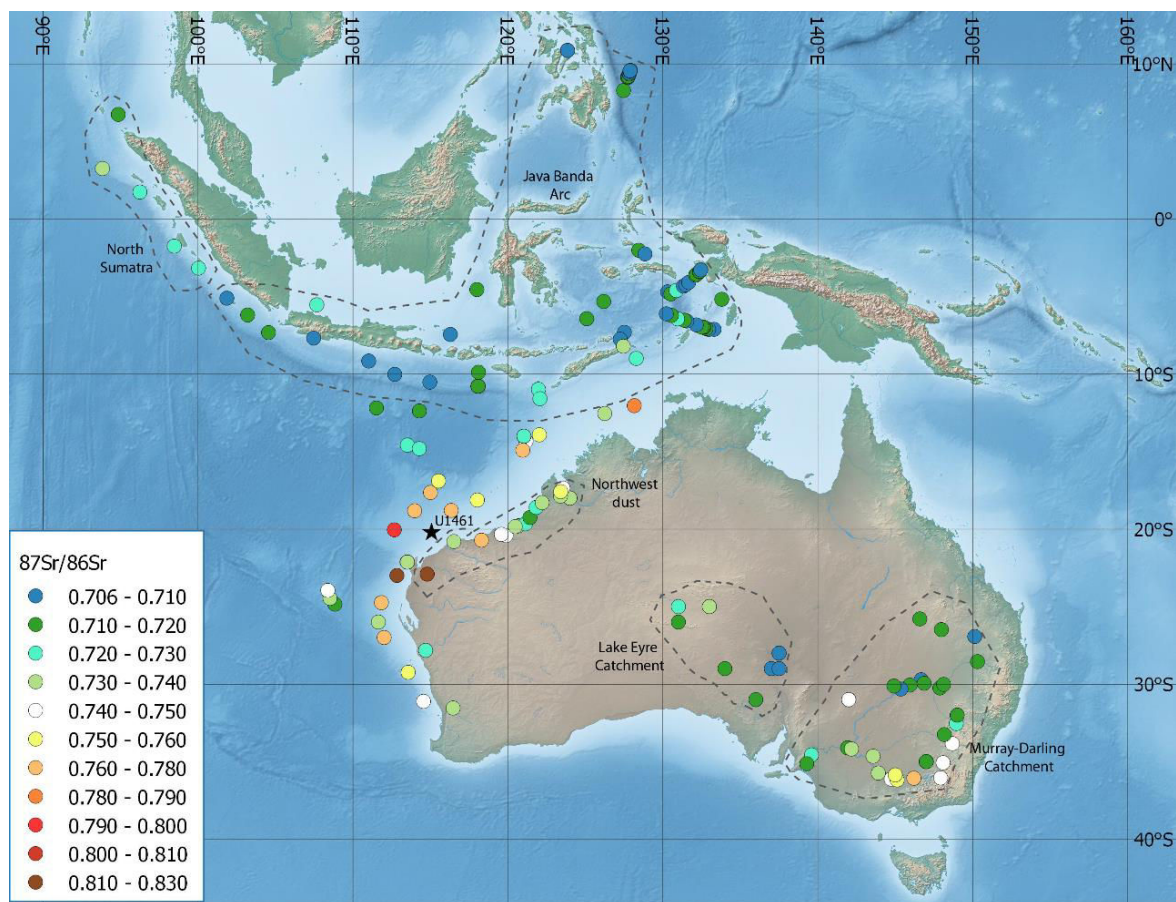 90°E
100°E
110°E
120°E
130°E
140°E
150°E
160°E
10°N
Java Banda
Arc
0°
North
Sumatra
10°S
Northwest
dust
U1461
20°S
87Sr/86Sr
0.706 - 0.710
0.710 - 0.720
0.720 - 0.730
0.730 - 0.740
0.740 - 0.750
0.750 - 0.760
0.760 - 0.780
0.780 - 0.790
0.790 - 0.800
0.800 - 0.810
0.810 - 0.830
Lake Eyre
Catchment
30°S
Murray-Darling
Catchment
40°S